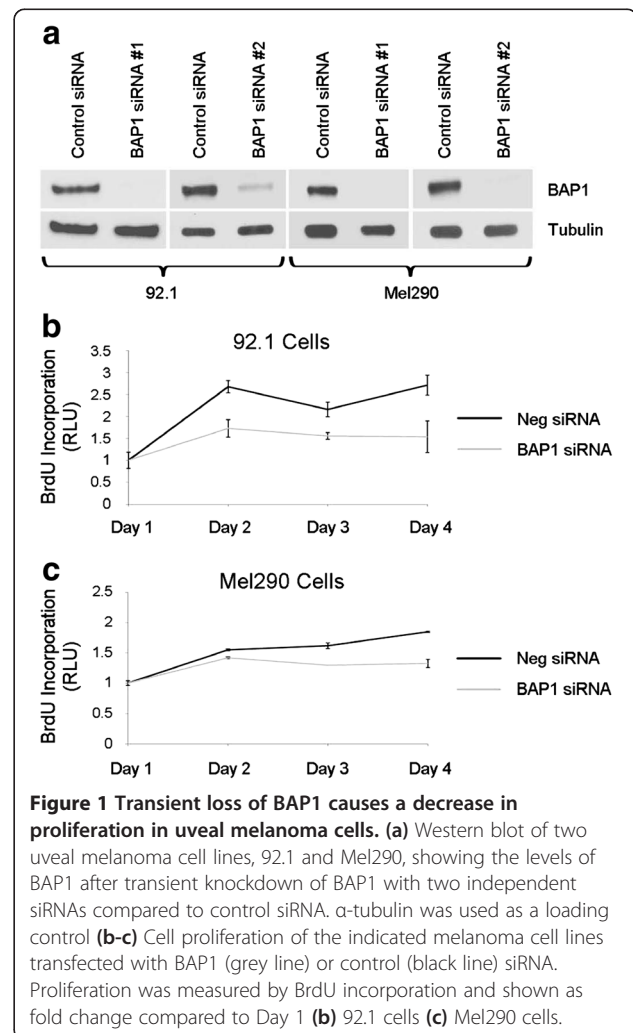 a
Control siRNA
BAP1 siRNA #1
Control siRNA
BAP1 siRNA #2
Control siRNA
BAP1 siRNA #1
Control siRNA
BAP1 siRNA #2
BAP1
Tubulin
92.1
Mel290
b
92.1 Cells
BrdU Incorporation
(RLU)
3.5
3
2.5
2
1.5
1
0.5
0
Day 1
Day 2
Day 3
Day 4
Neg siRNA
BAP1 siRNA
c
Mel290 Cells
BrdU Incorporation
(RLU)
2.5
2
1.5
1
0.5
0
Day 1
Day 2
Day 3
Day 4
Neg siRNA
BAP1 siRNA
Figure 1 Transient loss of BAP1 causes a decrease in
proliferation in uveal melanoma cells. (a) Western blot of two
uveal melanoma cell lines, 92.1 and Mel290, showing the levels of
BAP1 after transient knockdown of BAP1 with two independent
siRNAs compared to control siRNA. α-tubulin was used as a loading
control (b-c) Cell proliferation of the indicated melanoma cell lines
transfected with BAP1 (grey line) or control (black line) siRNA.
Proliferation was measured by BrdU incorporation and shown as
fold change compared to Day 1 (b) 92.1 cells (c) Mel290 cells.